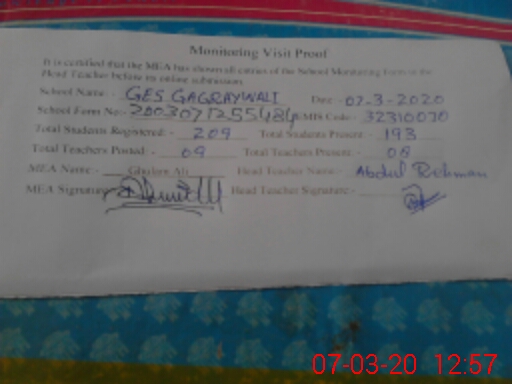 Monitoring Visit Proof
It is certified that the MEA has shown all entries of the School Monitoring Form to the
Head Teacher before its online submission.
School Name: - GES GAGRAYWALI Date: - 07-3-2020
School Form No:- EMIS Code:- 32310070
Total Students Registered: - 209 Total Students Present: - 193
Total Teachers Posted: - 09 Total Teachers Present: - 08
MEA Name: - Ghulam Ali Head Teacher Name: - Abdul Rehman
MEA Signature: Head Teacher Signature: -
07-03-20 12:57